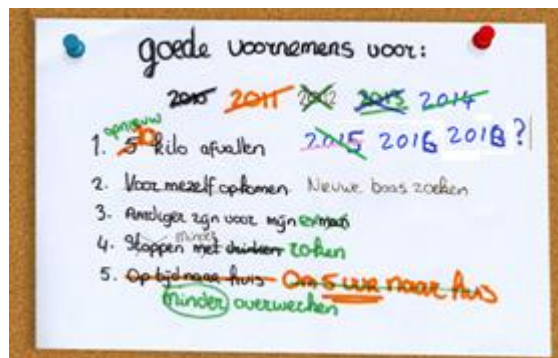 goede voornemens voor:
2010 2011 2012 2013 2014
2015 2016 2018?
opnieuw
1. 5 10 kilo afvallen
2. Voor mezelf opkomen Nieuwe baas zoeken
3. Aardiger zijn voor mijn exman
minder
4. Stoppen met drinken roken
5. Op tijd naar huis Om 5 uur naar huis
minder overwerken